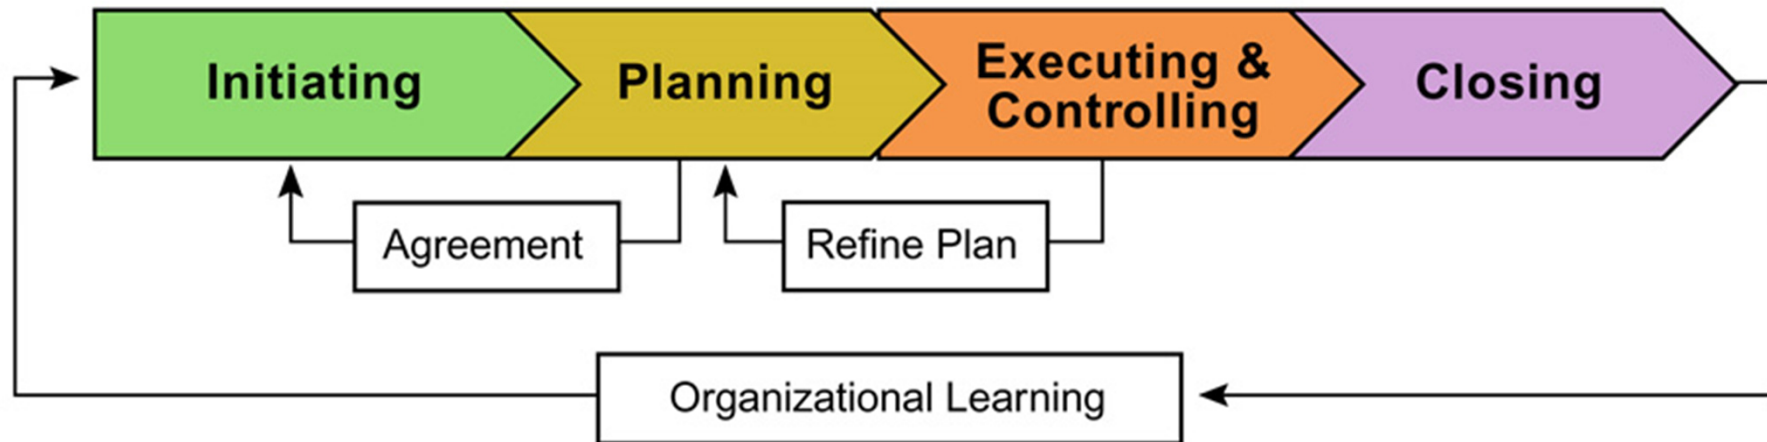 Initiating
Planning
Executing &
Controlling
Closing
Agreement
Refine Plan
Organizational Learning